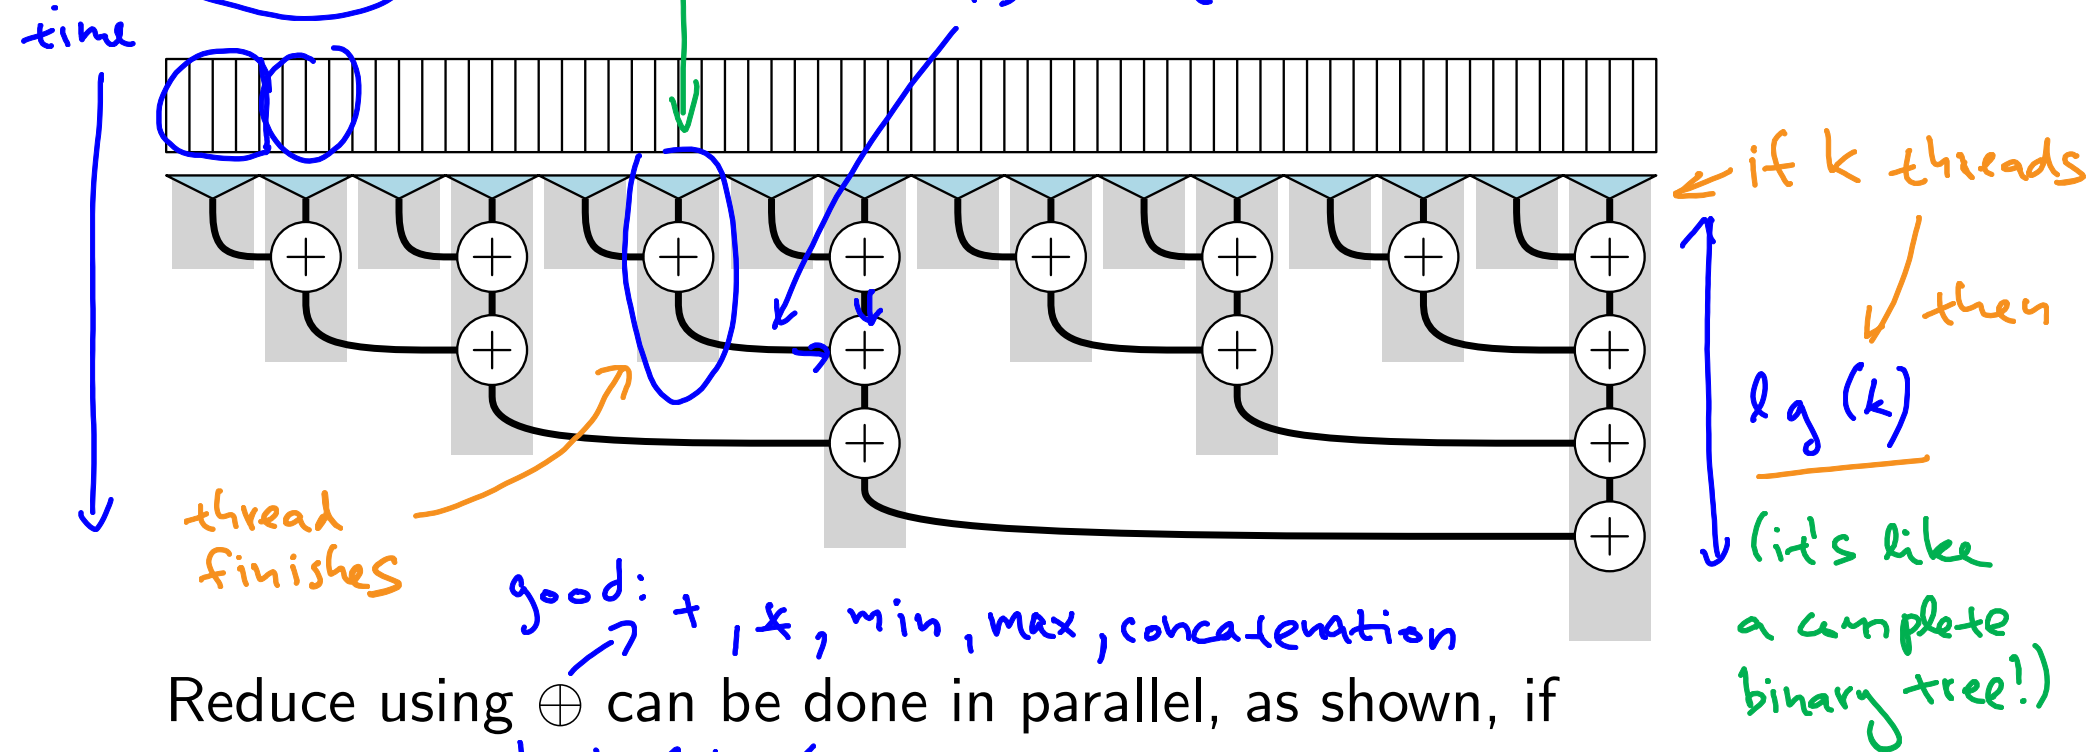 time
if k threads
then
lg(k)
thread
finishes
(it's like
a complete
binary tree!)
good: +, *, min, max, concatenation
Reduce using ⊕ can be done in parallel, as shown, if